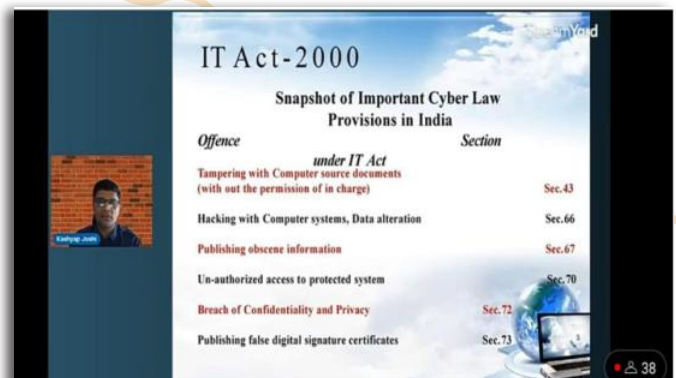 StreamYard
IT Act-2000
Snapshot of Important Cyber Law
Provisions in India
Offence Section
under IT Act
Tampering with Computer source documents
(with out the permission of in charge) Sec.43
Hacking with Computer systems, Data alteration Sec.66
Publishing obscene information Sec.67
Un-authorized access to protected system Sec.70
Breach of Confidentiality and Privacy Sec.72
Publishing false digital signature certificates Sec.73
Kashyap Joshi
38